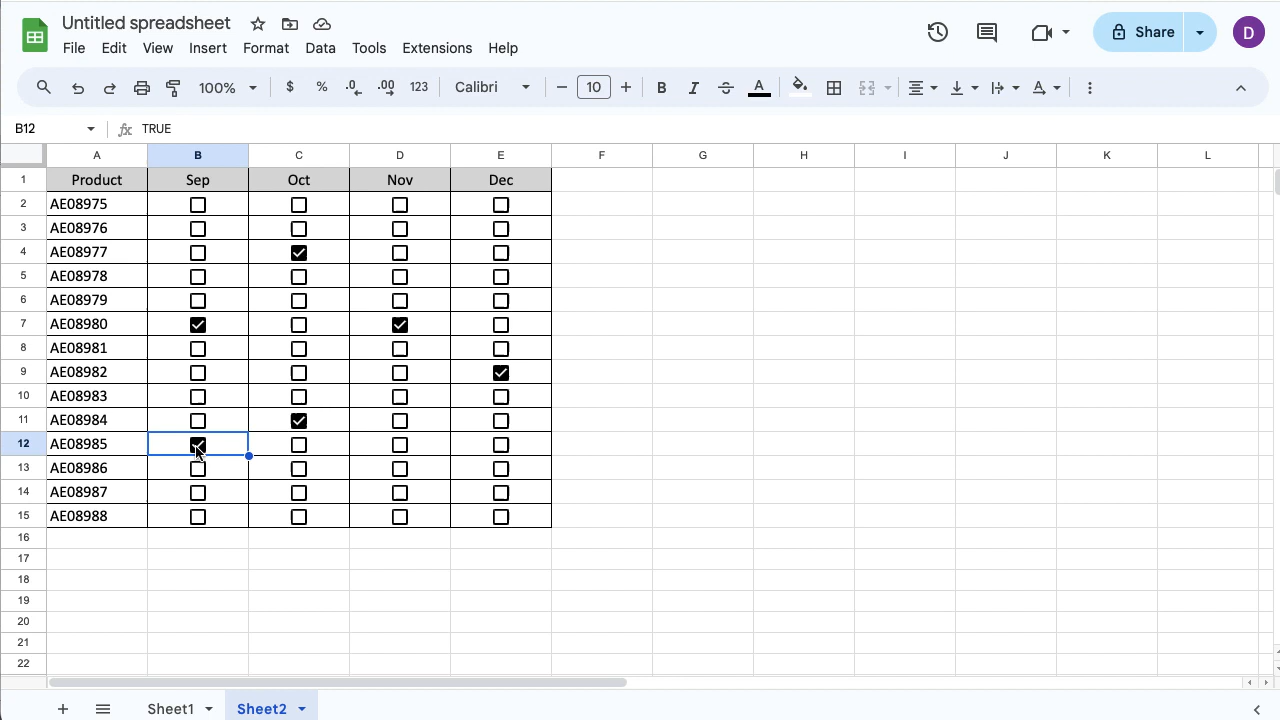 Untitled spreadsheet
File Edit View Insert Format Data Tools Extensions Help
Share
D
100% $ % .0 .00 123 Calibri 10 B I S A A
B12 fx TRUE
A B C D E F G H I J K L
1 Product Sep Oct Nov Dec
2 AE08975
3 AE08976
4 AE08977
5 AE08978
6 AE08979
7 AE08980
8 AE08981
9 AE08982
10 AE08983
11 AE08984
12 AE08985
13 AE08986
14 AE08987
15 AE08988
16
17
18
19
20
21
22
Sheet1 Sheet2